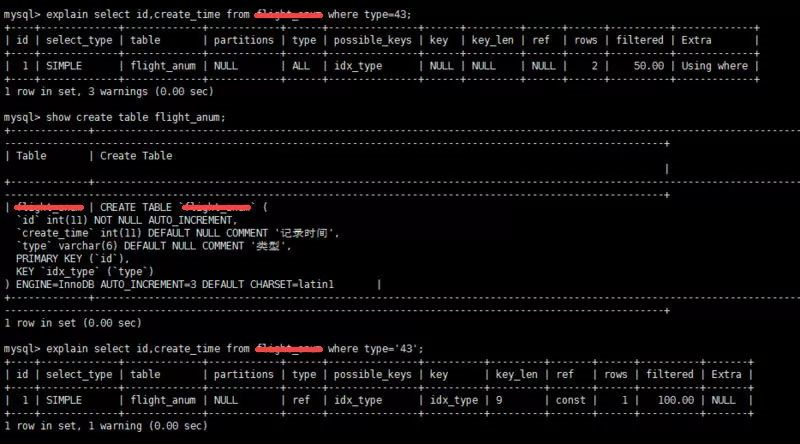 mysql> explain select id,create_time from where type=43;
| id | select_type | table | partitions | type | possible_keys | key | key_len | ref | rows | filtered | Extra |
| 1 | SIMPLE | flight_anum | NULL | ALL | idx_type | NULL | NULL | NULL | 2 | 50.00 | Using where |
1 row in set, 3 warnings (0.00 sec)
mysql> show create table flight_anum;
| Table | Create Table |
| | CREATE TABLE ` ` (
`id` int(11) NOT NULL AUTO_INCREMENT,
`create_time` int(11) DEFAULT NULL COMMENT '记录时间',
`type` varchar(6) DEFAULT NULL COMMENT '类型',
PRIMARY KEY (`id`),
KEY `idx_type` (`type`)
) ENGINE=InnoDB AUTO_INCREMENT=3 DEFAULT CHARSET=latin1 |
1 row in set (0.00 sec)
mysql> explain select id,create_time from where type='43';
| id | select_type | table | partitions | type | possible_keys | key | key_len | ref | rows | filtered | Extra |
| 1 | SIMPLE | flight_anum | NULL | ref | idx_type | idx_type | 9 | const | 1 | 100.00 | NULL |
1 row in set, 1 warning (0.00 sec)